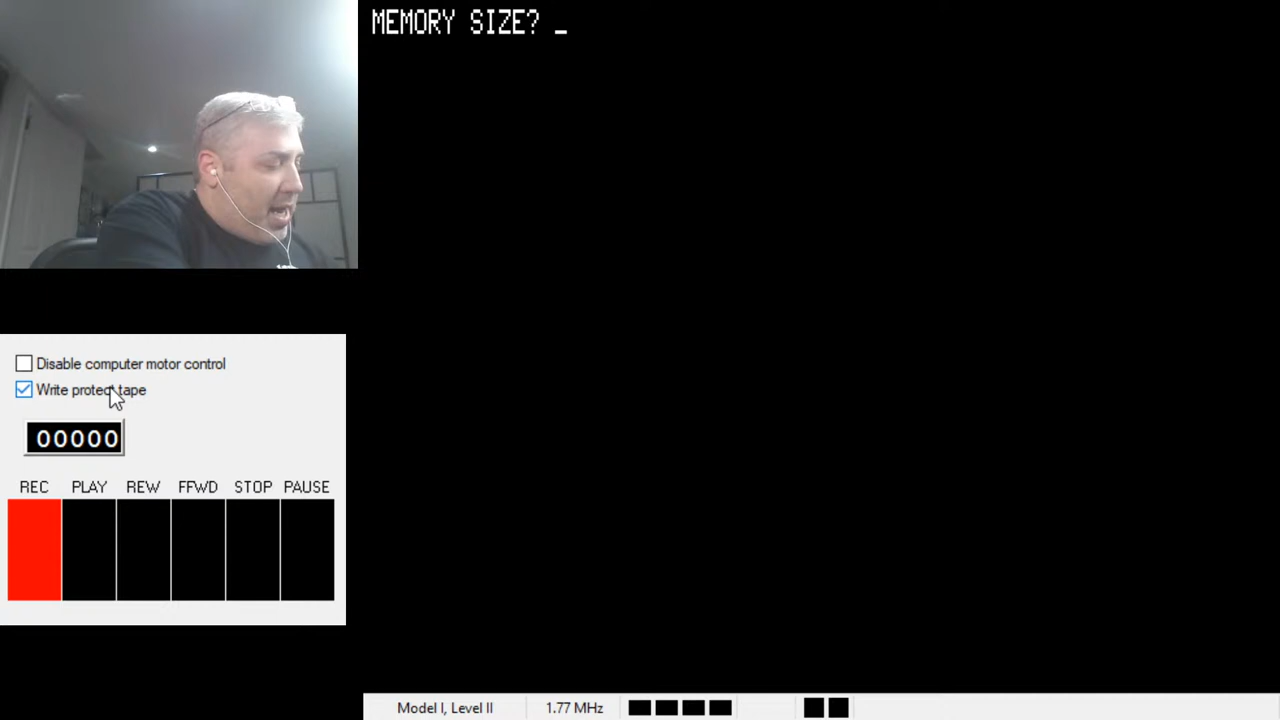 MEMORY SIZE? _
Disable computer motor control
Write protect tape
00000
REC PLAY REW FFWD STOP PAUSE
Model I, Level II 1.77 MHz